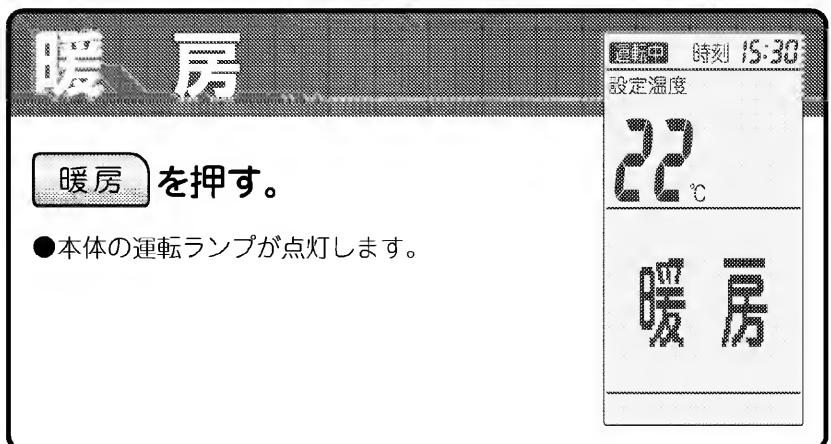 暖 房
暖房 を押す。
●本体の運転ランプが点灯します。
運転中 時刻 15:30
設定温度
22℃
暖 房